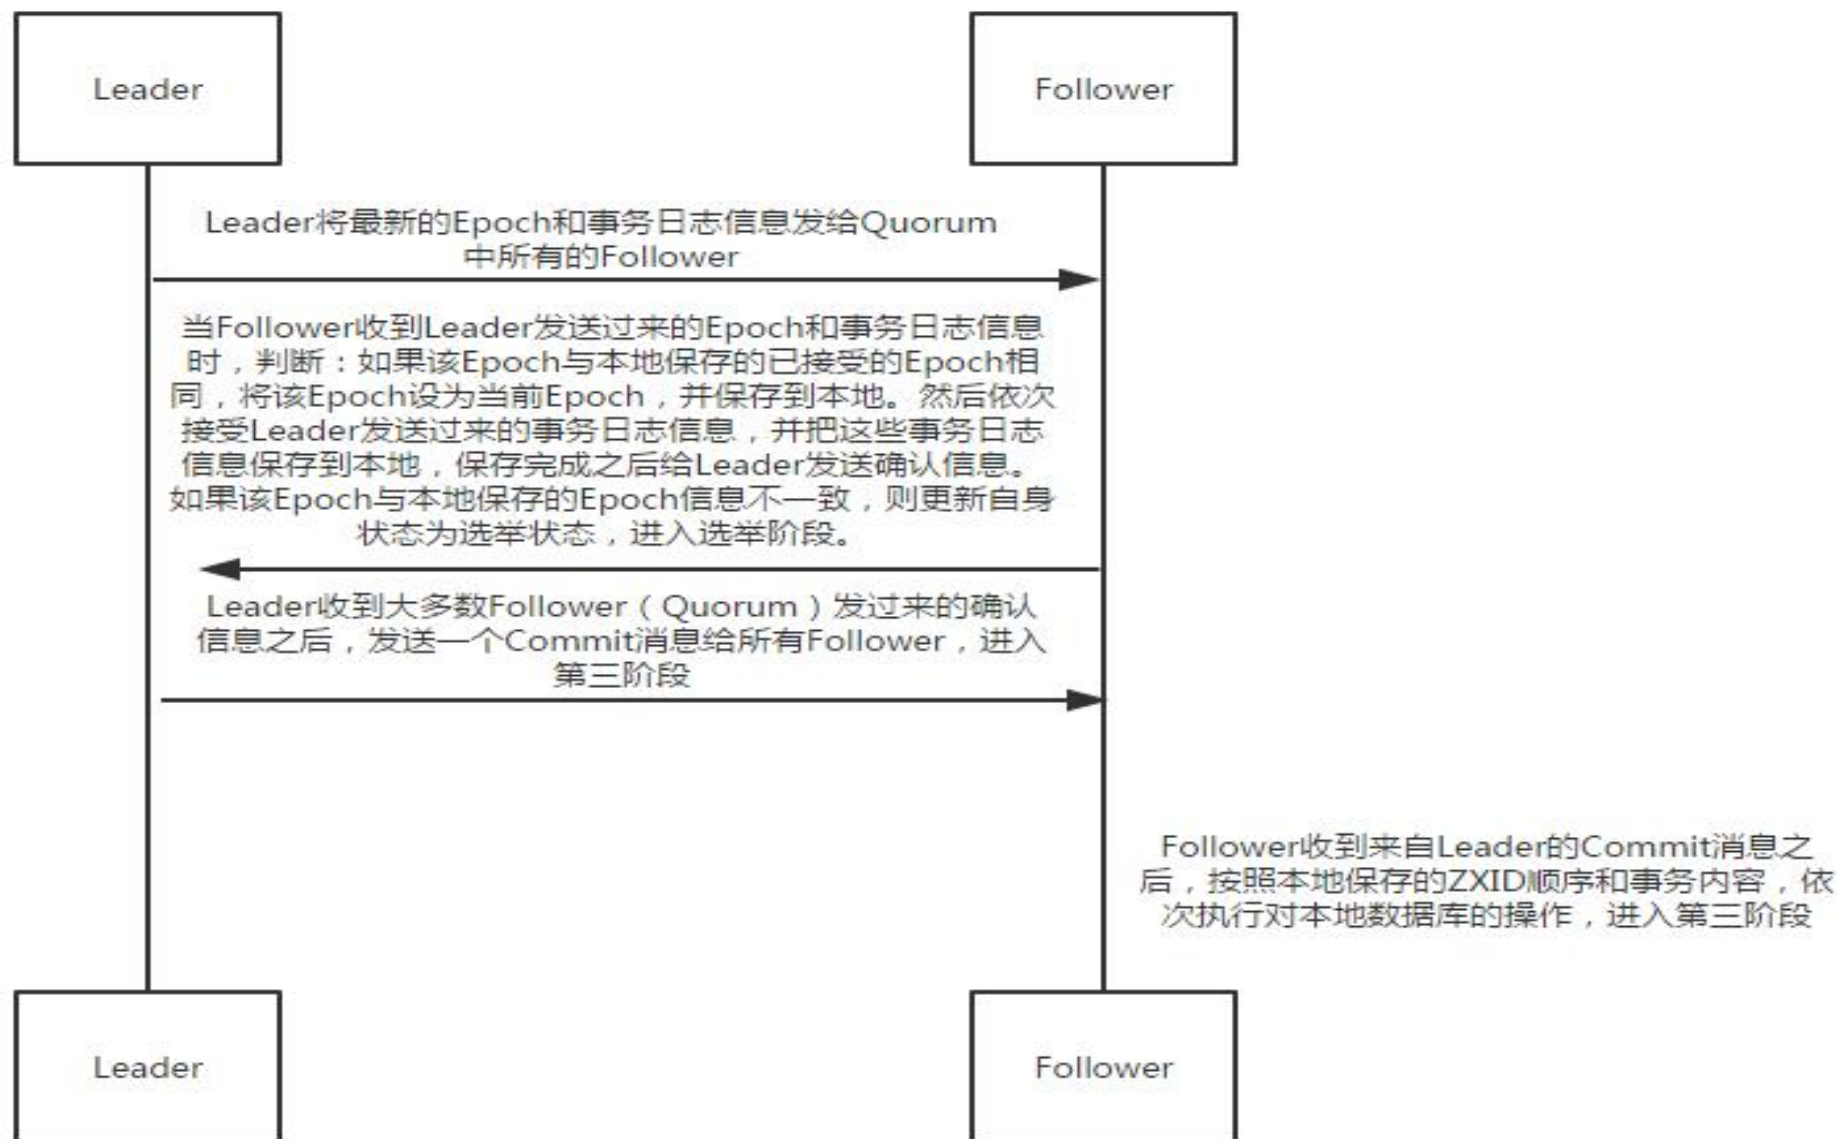 Leader
Follower
Leader将最新的Epoch和事务日志信息发给Quorum
中所有的Follower
当Follower收到Leader发送过来的Epoch和事务日志信息
时，判断：如果该Epoch与本地保存的已接受的Epoch相
同，将该Epoch设为当前Epoch，并保存到本地。然后依次
接受Leader发送过来的事务日志信息，并把这些事务日志
信息保存到本地，保存完成之后给Leader发送确认信息。
如果该Epoch与本地保存的Epoch信息不一致，则更新自身
状态为选举状态，进入选举阶段。
Leader收到大多数Follower（Quorum）发过来的确认
信息之后，发送一个Commit消息给所有Follower，进入
第三阶段
Follower收到来自Leader的Commit消息之
后，按照本地保存的ZXID顺序和事务内容，依
次执行对本地数据库的操作，进入第三阶段
Leader
Follower